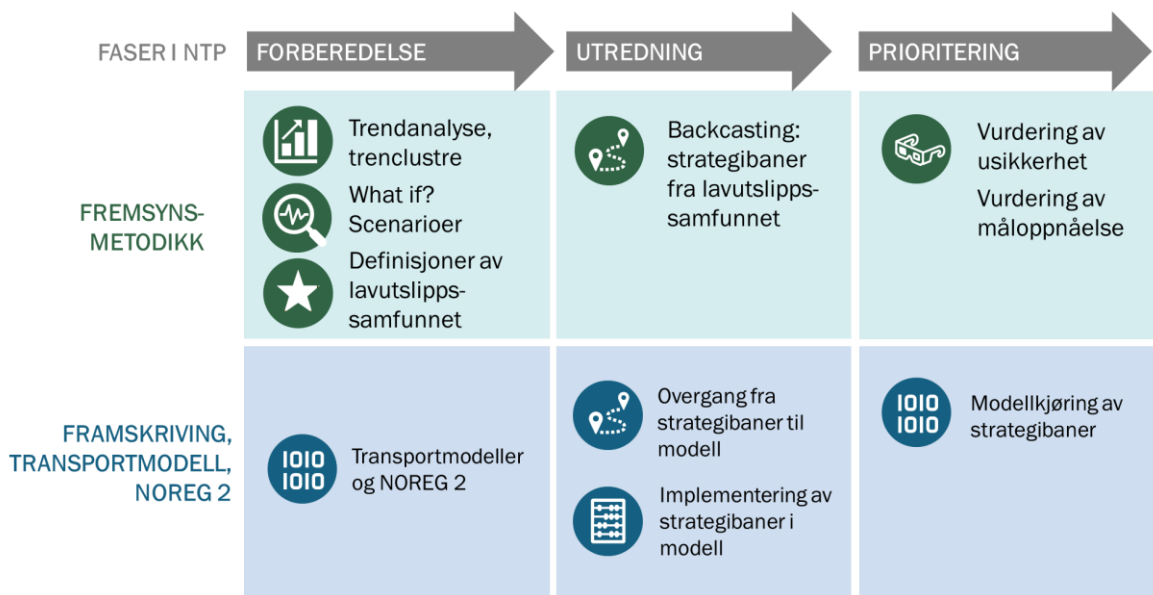 FASER I NTP
FORBEREDELSE
UTREDNING
PRIORITERING
FREMSYNS-
METODIKK
Trendanalyse,
trenclustre
What if?
Scenarioer
Definisjoner av
lavutslipps-
samfunnet
Backcasting:
strategibaner
fra lavutslipps-
samfunnet
Vurdering av
usikkerhet
Vurdering av
måloppnåelse
FRAMSKRIVING,
TRANSPORTMODELL,
NOREG 2
1010
1010
Transportmodeller
og NOREG 2
Overgang fra
strategibaner til
modell
Implementering av
strategibaner i
modell
1010
1010
Modellkjøring av
strategibaner